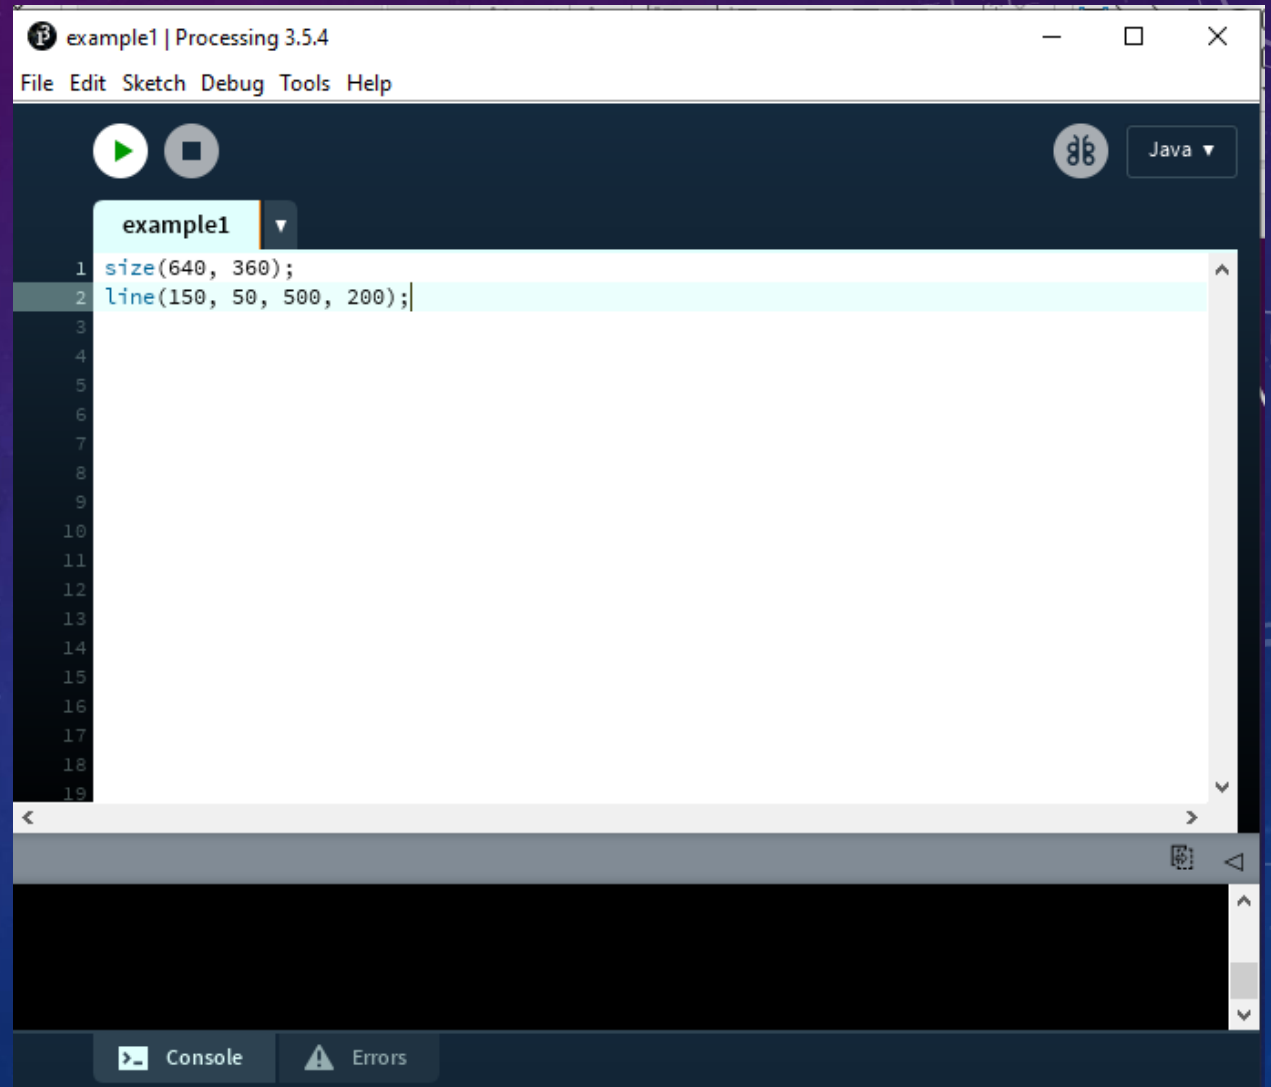 example1 | Processing 3.5.4
File Edit Sketch Debug Tools Help
Java ▼
example1 ▼
1 size(640, 360);
2 line(150, 50, 500, 200);
3
4
5
6
7
8
9
10
11
12
13
14
15
16
17
18
19
Console Errors